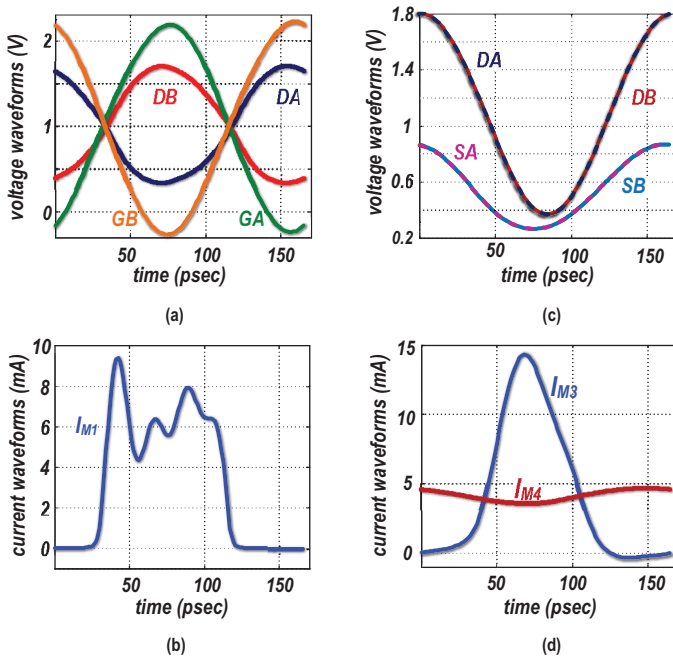 voltage waveforms (V)
2
1
0
DB
DA
GB
GA
50
100
150
time (psec)
(a)
voltage waveforms (V)
1.8
1.4
1
0.6
0.2
DA
DB
SA
SB
50
100
150
time (psec)
(c)
current waveforms (mA)
10
8
6
4
2
0
IM1
50
100
150
time (psec)
(b)
current waveforms (mA)
15
10
5
0
IM3
IM4
50
100
150
time (psec)
(d)